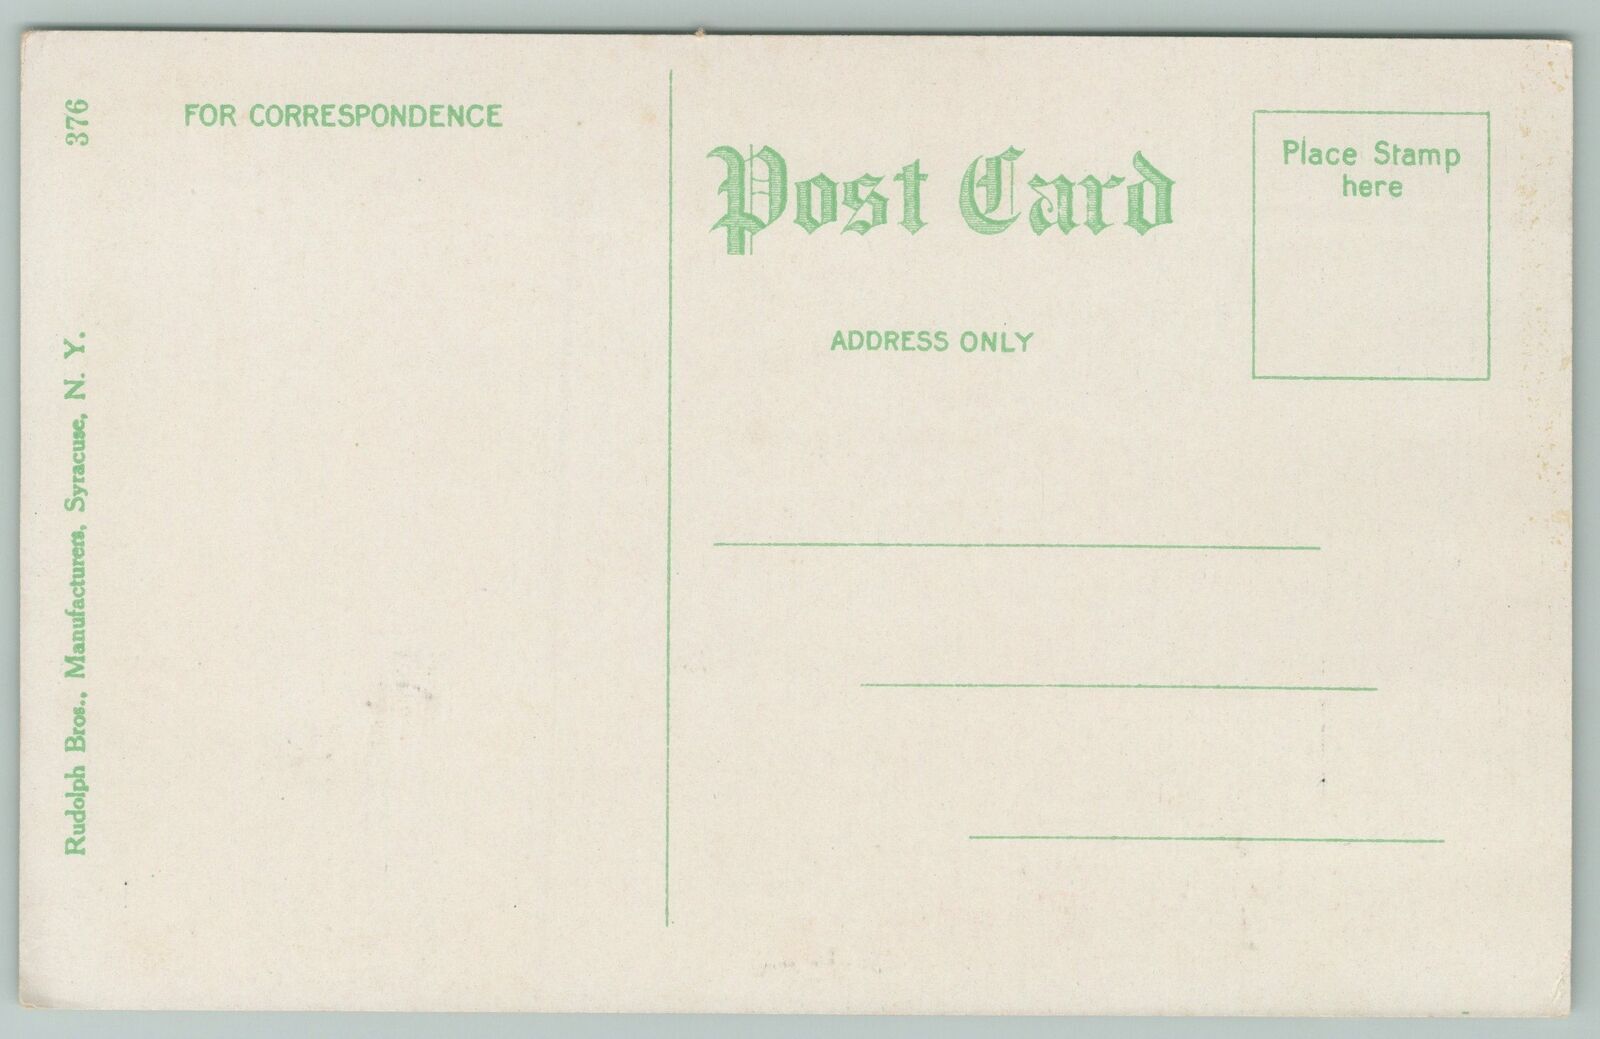 376
Rudolph Bros., Manufacturers, Syracuse, N. Y.
FOR CORRESPONDENCE
Post Card
ADDRESS ONLY
Place Stamp
here